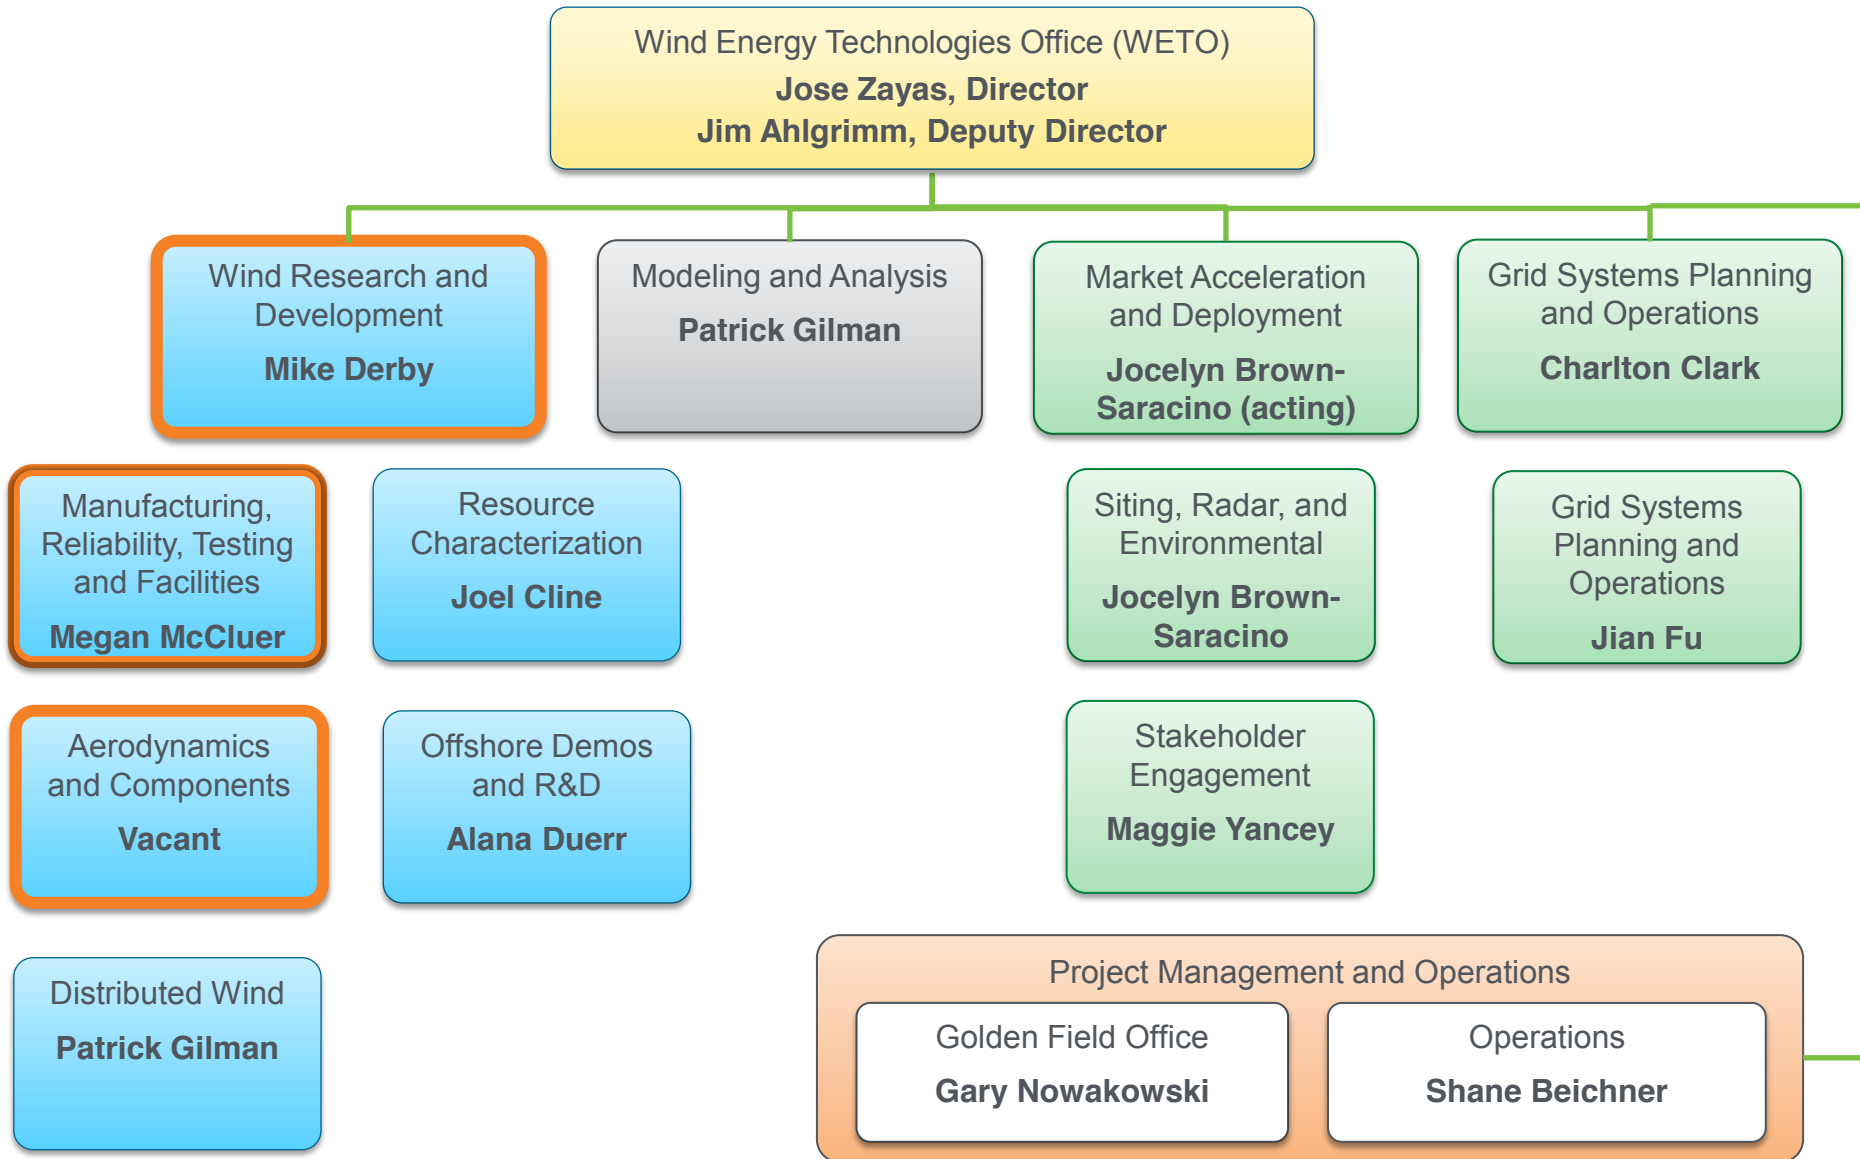 Wind Energy Technologies Office (WETO)
Jose Zayas, Director
Jim Ahlgrimm, Deputy Director
Wind Research and
Development
Mike Derby
Modeling and Analysis
Patrick Gilman
Market Acceleration
and Deployment
Jocelyn Brown-
Saracino (acting)
Grid Systems Planning
and Operations
Charlton Clark
Manufacturing,
Reliability, Testing
and Facilities
Megan McCluer
Resource
Characterization
Joel Cline
Siting, Radar, and
Environmental
Jocelyn Brown-
Saracino
Grid Systems
Planning and
Operations
Jian Fu
Aerodynamics
and Components
Vacant
Offshore Demos
and R&D
Alana Duerr
Stakeholder
Engagement
Maggie Yancey
Distributed Wind
Patrick Gilman
Project Management and Operations
Golden Field Office
Gary Nowakowski
Operations
Shane Beichner